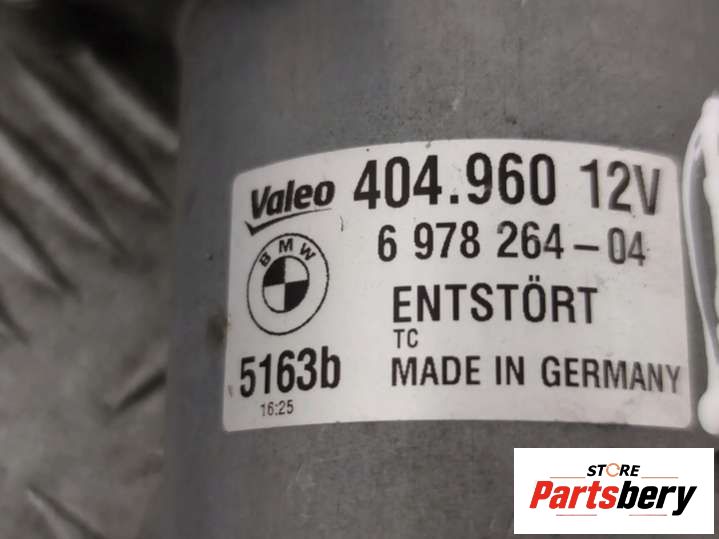 Valeo 404.960 12V
BMW 6 978 264-04
ENTSTÖRT
TC
5163b MADE IN GERMANY
16:25
STORE
Partsbery